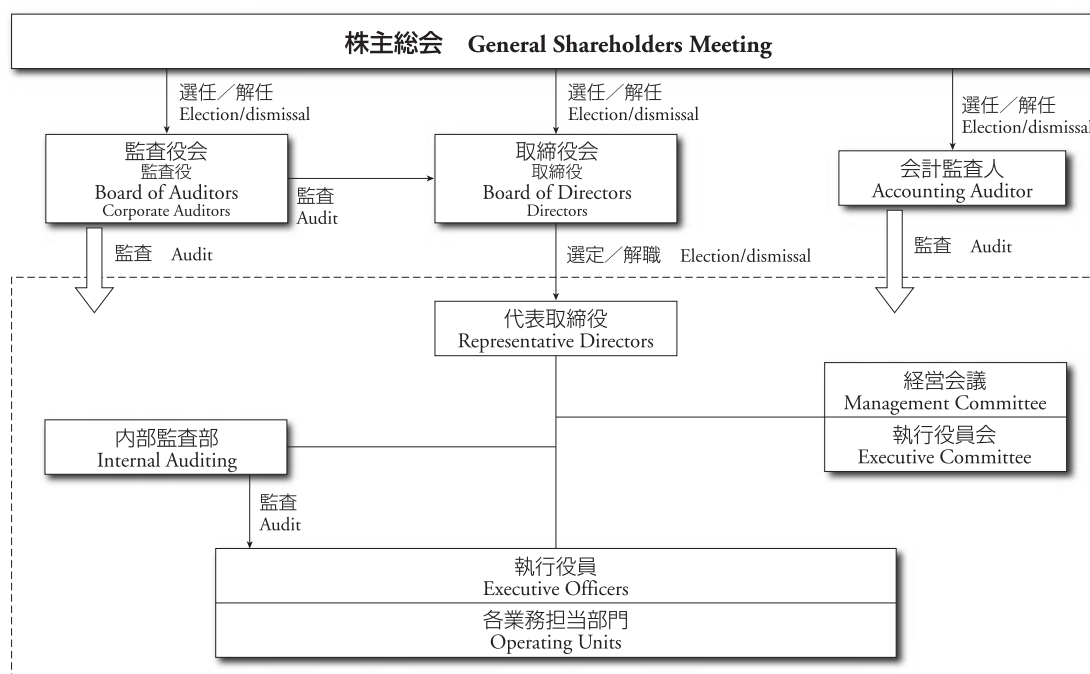 株主総会 General Shareholders Meeting
選任／解任
Election/dismissal
選任／解任
Election/dismissal
選任／解任
Election/dismissal
監査役会
監査役
Board of Auditors
Corporate Auditors
監査
Audit
取締役会
取締役
Board of Directors
Directors
会計監査人
Accounting Auditor
監査 Audit
選定／解職 Election/dismissal
監査 Audit
代表取締役
Representative Directors
経営会議
Management Committee
執行役員会
Executive Committee
内部監査部
Internal Auditing
監査
Audit
執行役員
Executive Officers
各業務担当部門
Operating Units